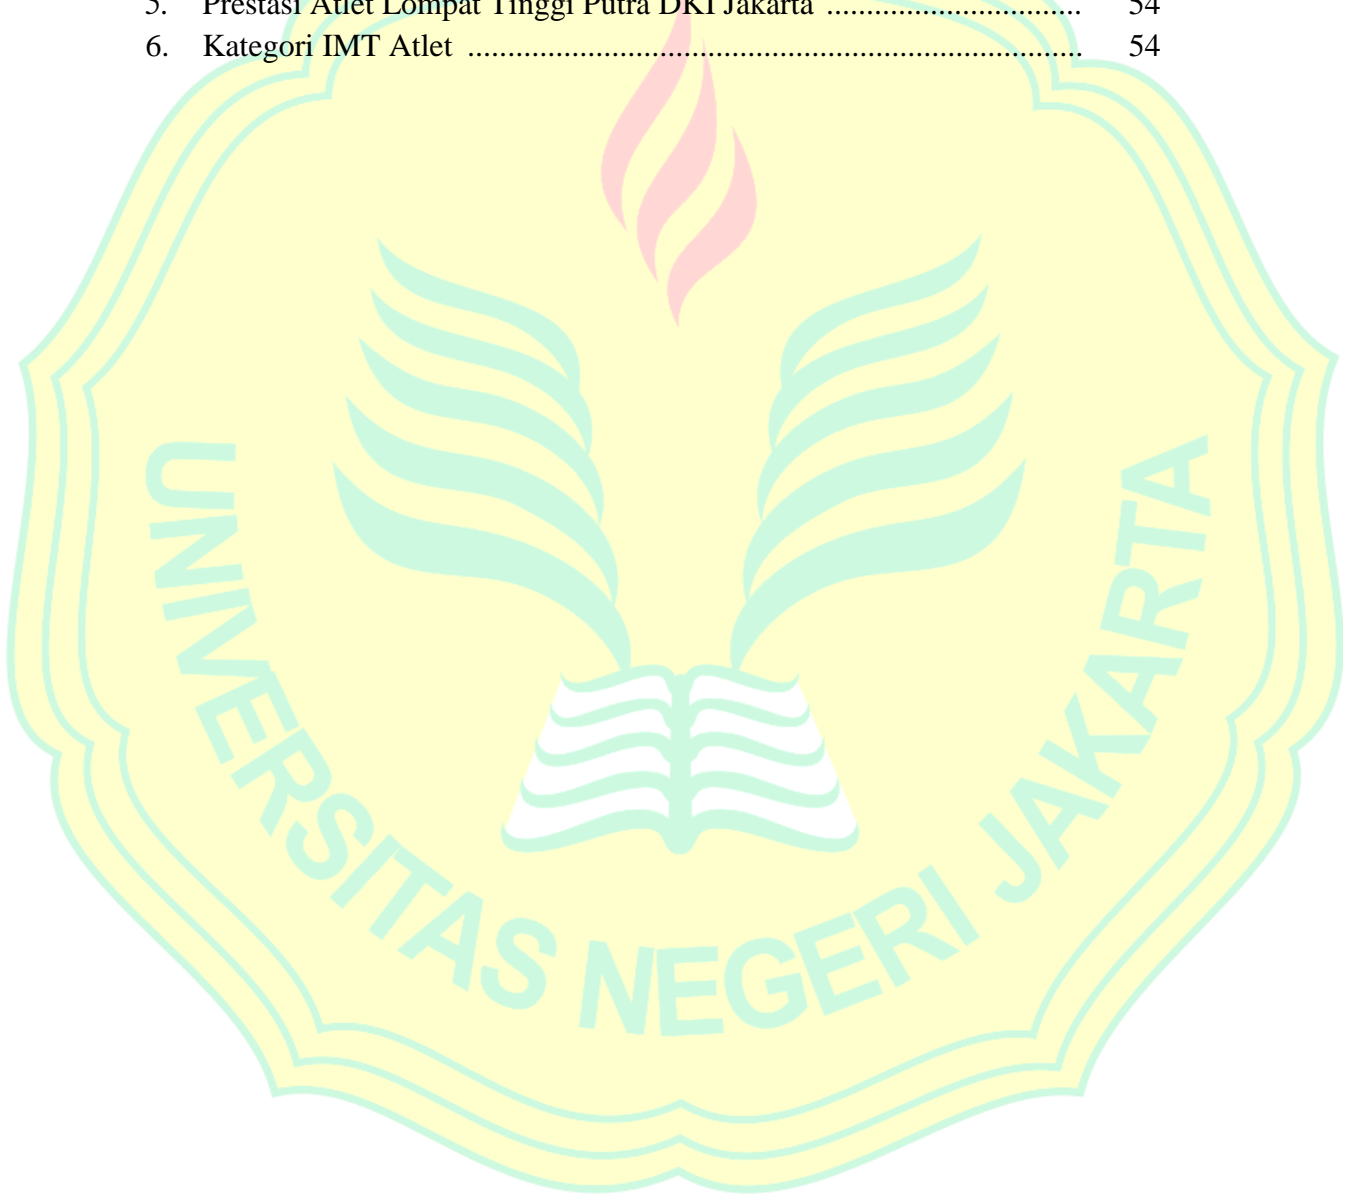 5. Prestasi Atlet Lompat Tinggi Putra DKI Jakarta ................................ 54
6. Kategori IMT Atlet ............................................................................. 54
UNIVERSITAS NEGERI JAKARTA